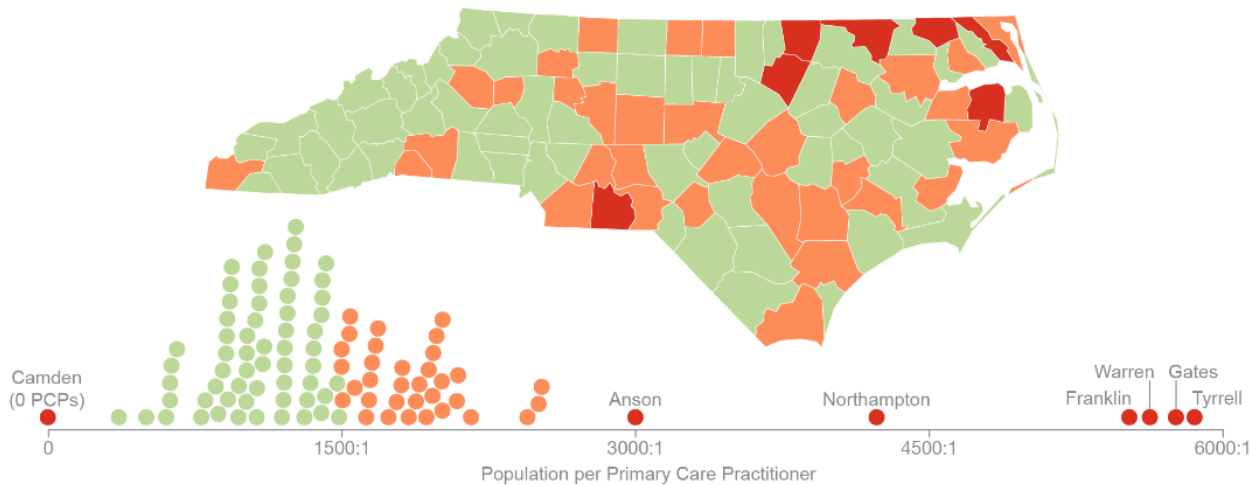 Camden
(0 PCPs)
Anson
Northampton
Warren
Gates
Franklin
Tyrrell
0
1500:1
3000:1
4500:1
6000:1
Population per Primary Care Practitioner